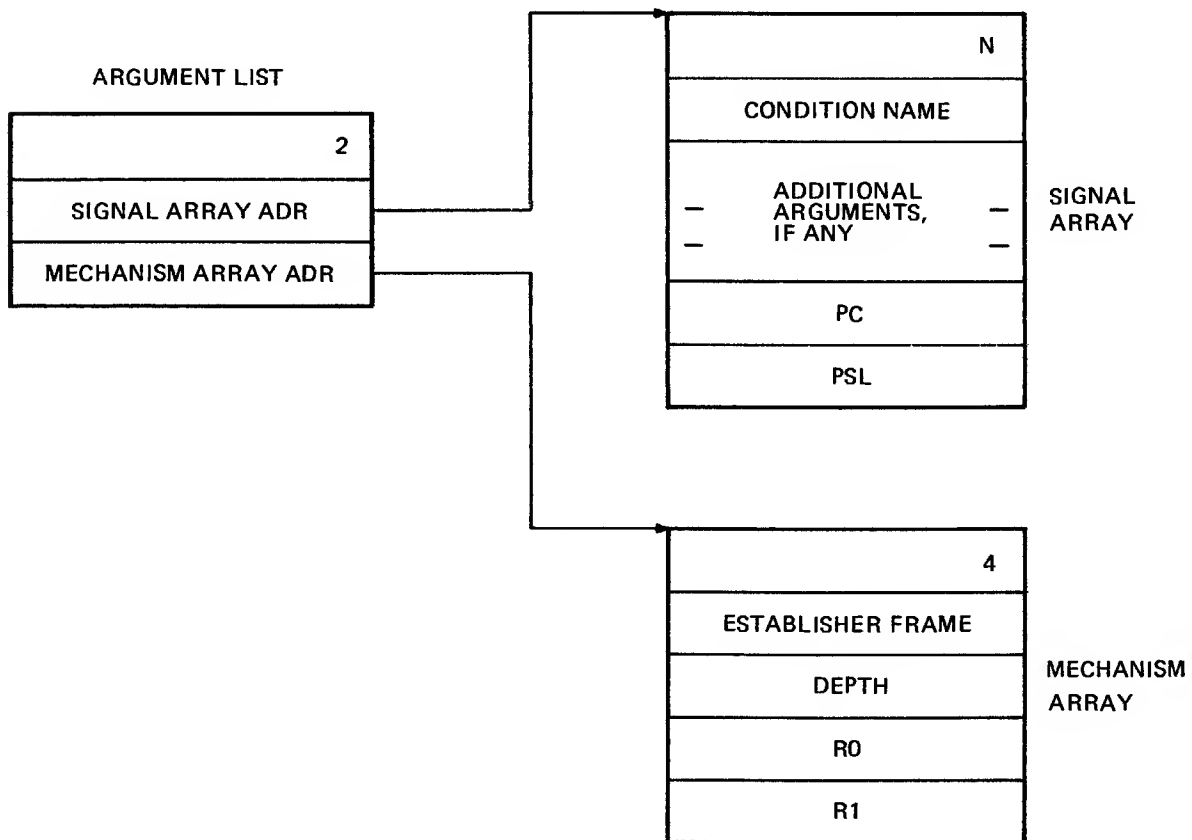 ARGUMENT LIST
2
SIGNAL ARRAY ADR
MECHANISM ARRAY ADR
N
CONDITION NAME
ADDITIONAL
ARGUMENTS,
IF ANY
PC
PSL
SIGNAL
ARRAY
4
ESTABLISHER FRAME
DEPTH
R0
R1
MECHANISM
ARRAY